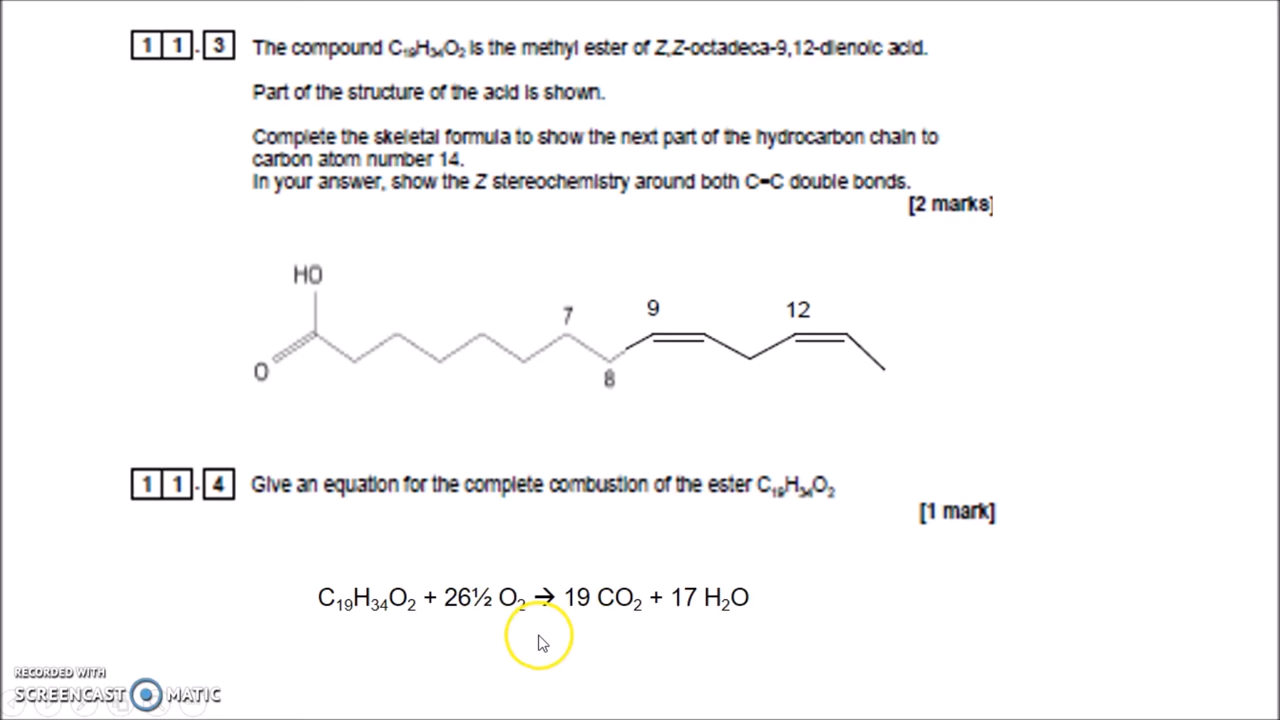 11.3 The compound C₁₉H₃₄O₂ is the methyl ester of Z,Z-octadeca-9,12-dienoic acid.
Part of the structure of the acid is shown.
Complete the skeletal formula to show the next part of the hydrocarbon chain to
carbon atom number 14.
In your answer, show the Z stereochemistry around both C=C double bonds.
[2 marks]
HO
7
9
12
O
8
11.4 Give an equation for the complete combustion of the ester C₁₉H₃₄O₂
[1 mark]
C₁₉H₃₄O₂ + 26½ O₂ → 19 CO₂ + 17 H₂O
RECORDED WITH
SCREENCAST MATIC